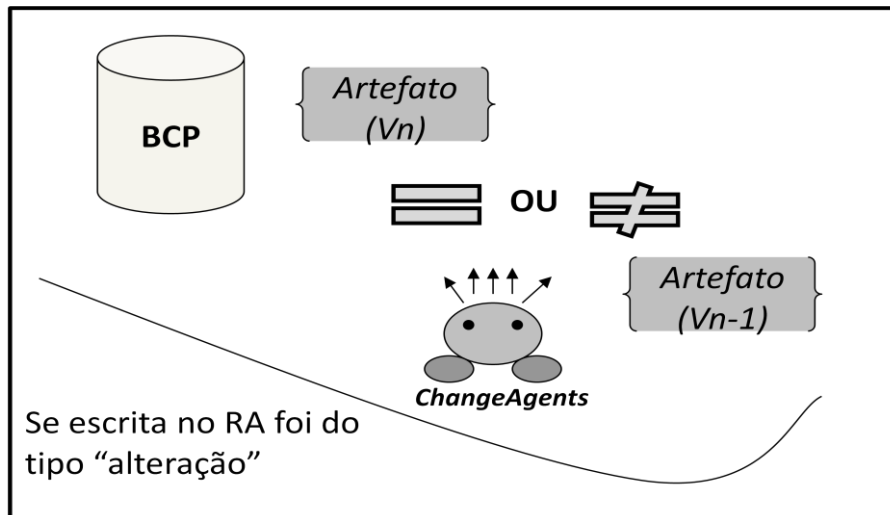 BCP
Artefato
(Vn)
OU
Artefato
(Vn-1)
ChangeAgents
Se escrita no RA foi do
tipo “alteração”